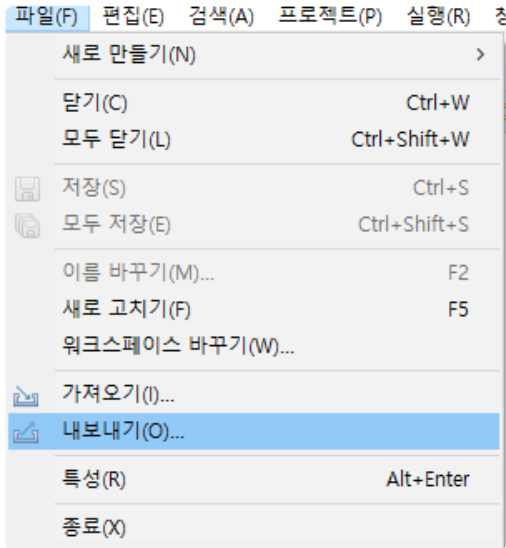 파일(F) 편집(E) 검색(A) 프로젝트(P) 실행(R)
새로 만들기(N) >
닫기(C) Ctrl+W
모두 닫기(L) Ctrl+Shift+W
저장(S) Ctrl+S
모두 저장(E) Ctrl+Shift+S
이름 바꾸기(M)... F2
새로 고치기(F) F5
워크스페이스 바꾸기(W)...
가져오기(I)...
내보내기(O)...
특성(R) Alt+Enter
종료(X)